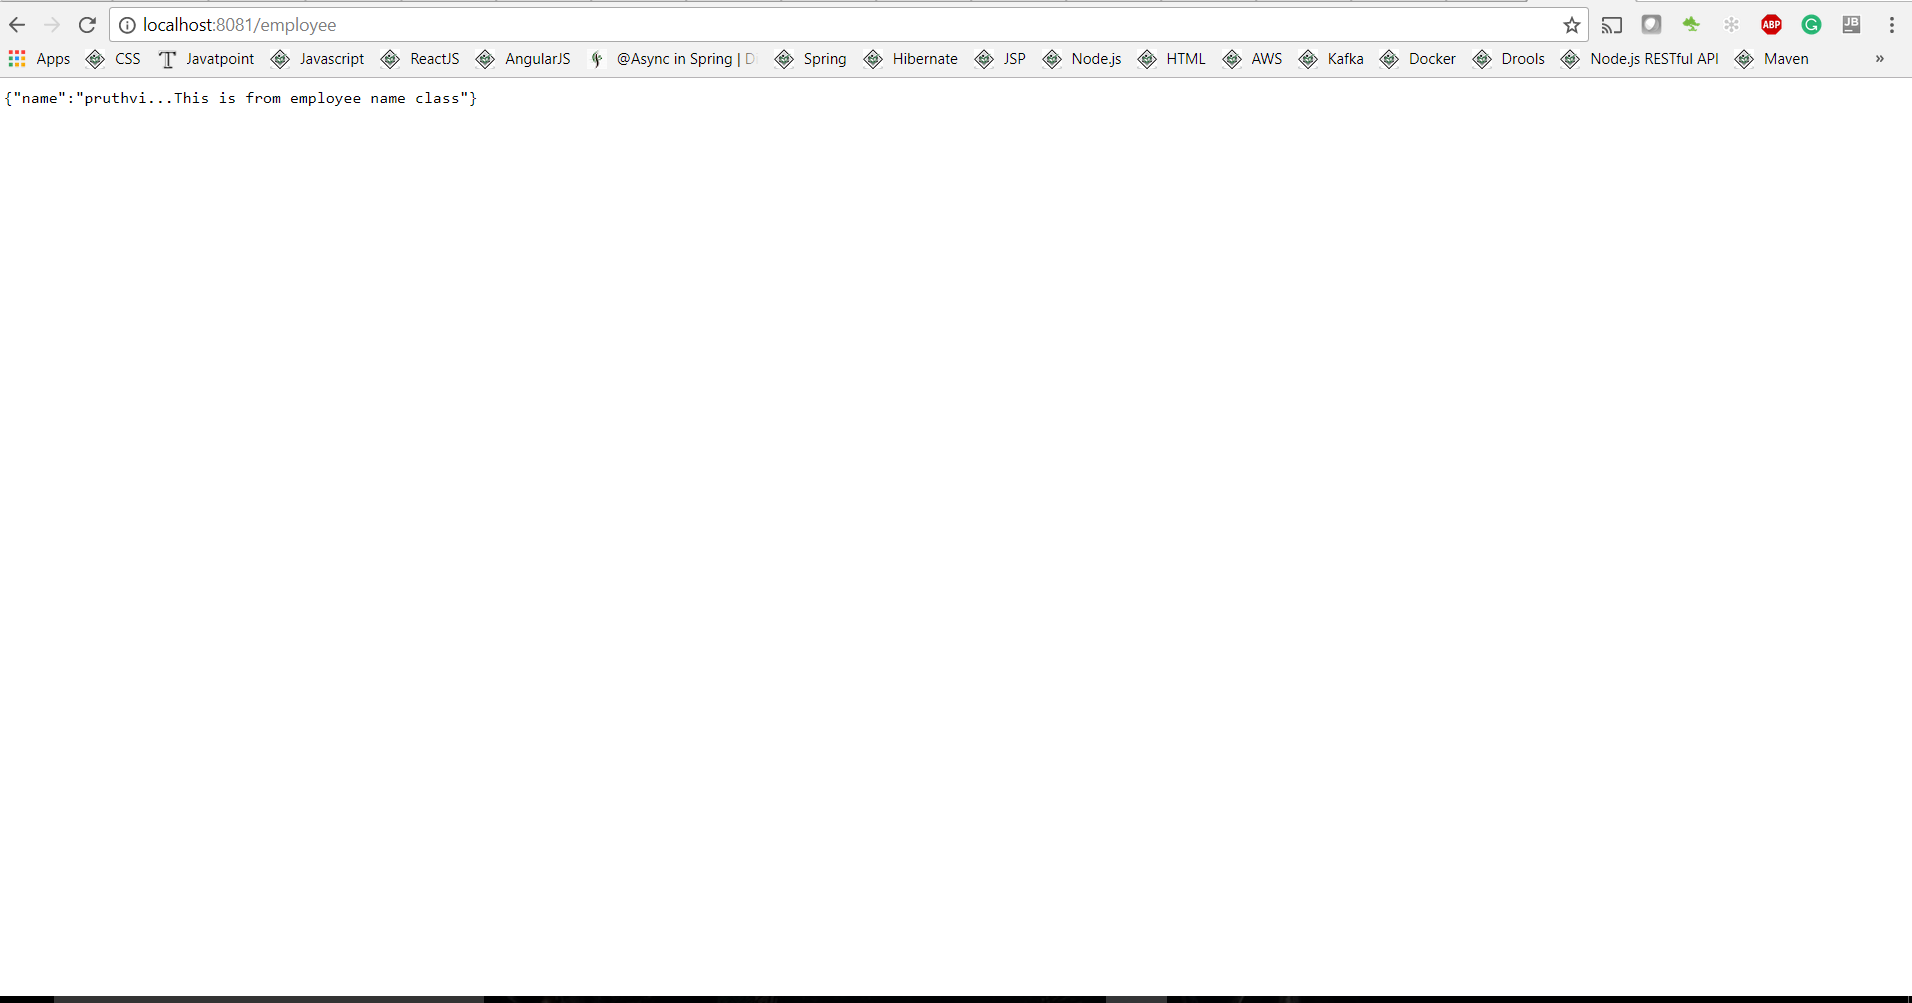 localhost:8081/employee
ABP
G
JB
Apps CSS T Javatpoint Javascript ReactJS AngularJS @Async in Spring | D Spring Hibernate JSP Node.js HTML AWS Kafka Docker Drools Node.js RESTful API Maven »
{"name":"pruthvi...This is from employee name class"}